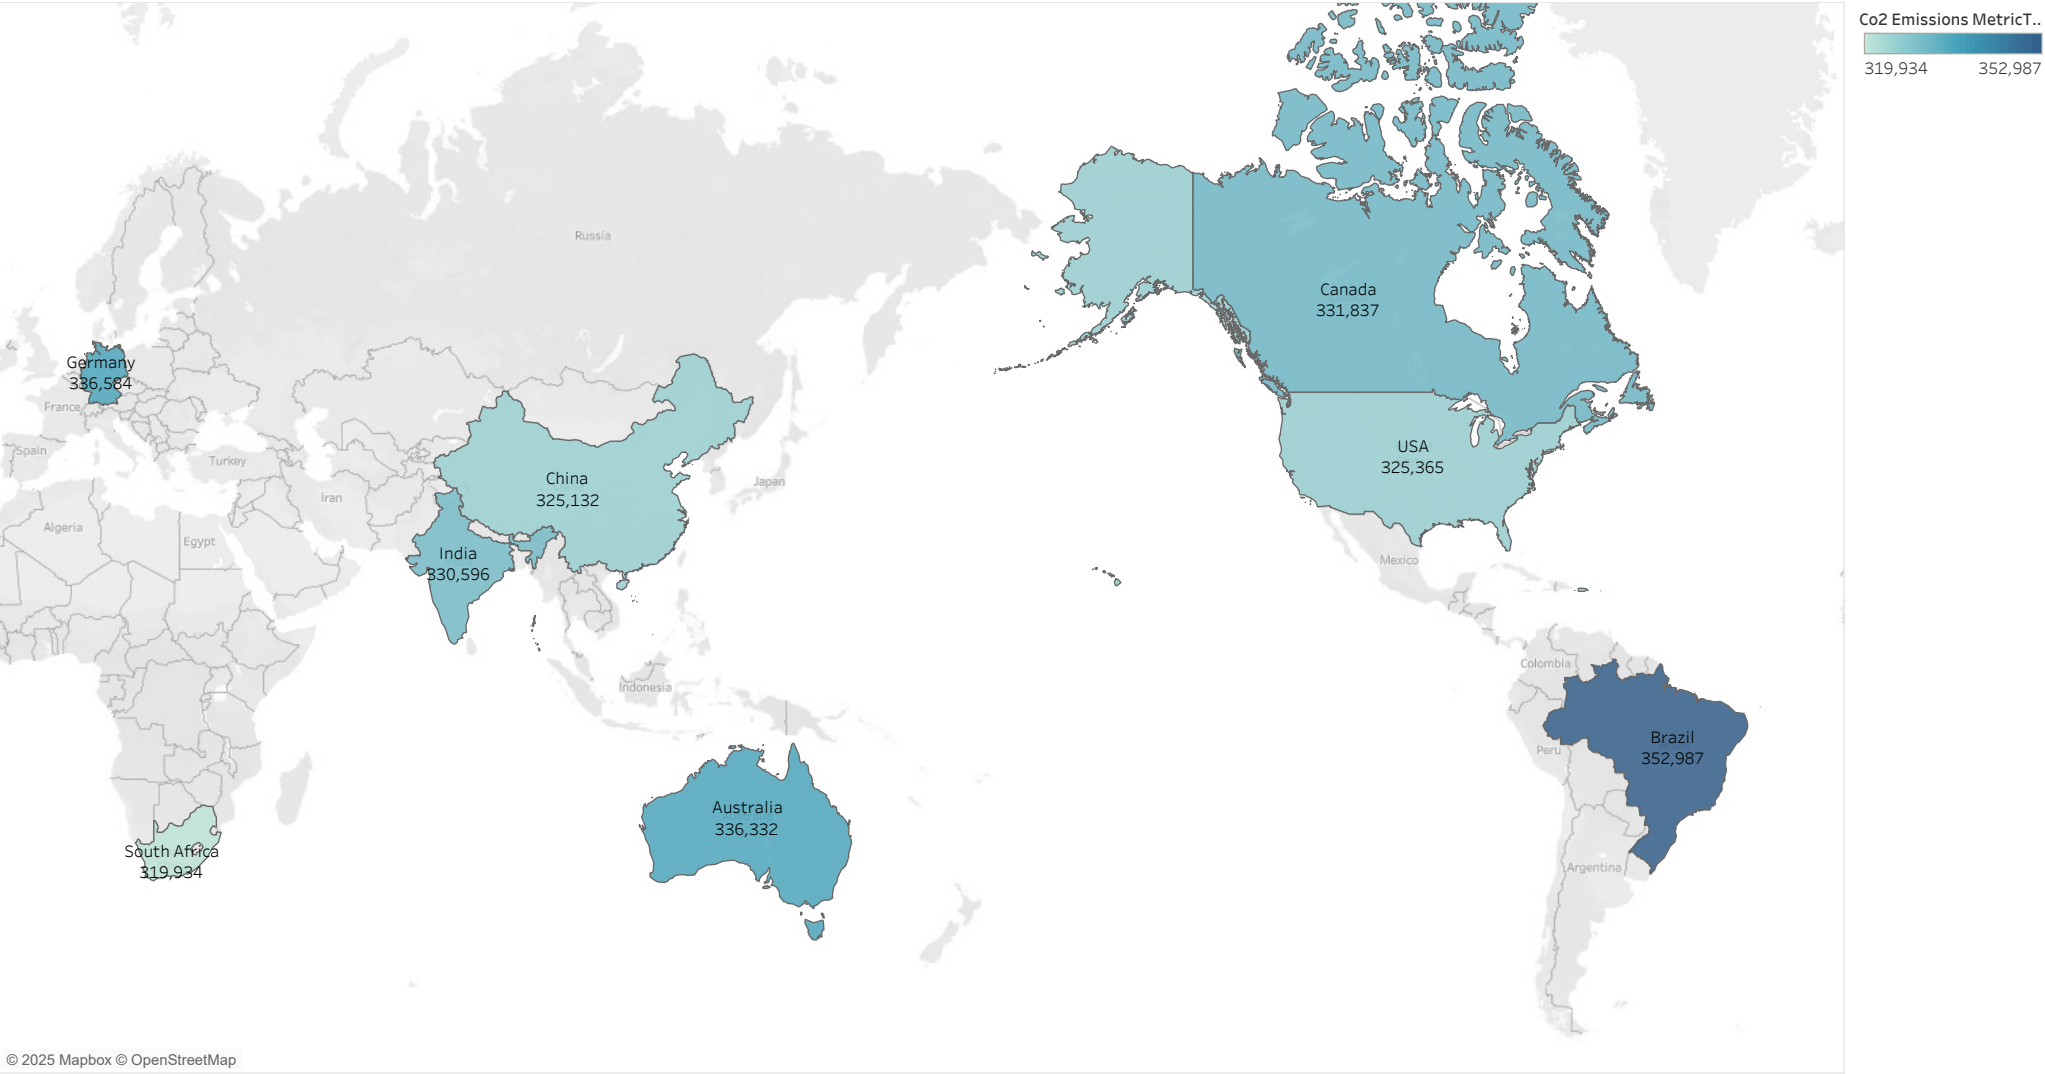 Co2 Emissions MetricT..
319,934 352,987
Russia
Canada
331,837
Germany
336,584
France
Spain
Turkey
USA
325,365
China
325,132
Japan
Iran
Algeria
Egypt
India
330,596
Mexico
Colombia
Indonesia
Brazil
352,987
Peru
Australia
336,332
South Africa
319,934
Argentina
© 2025 Mapbox © OpenStreetMap